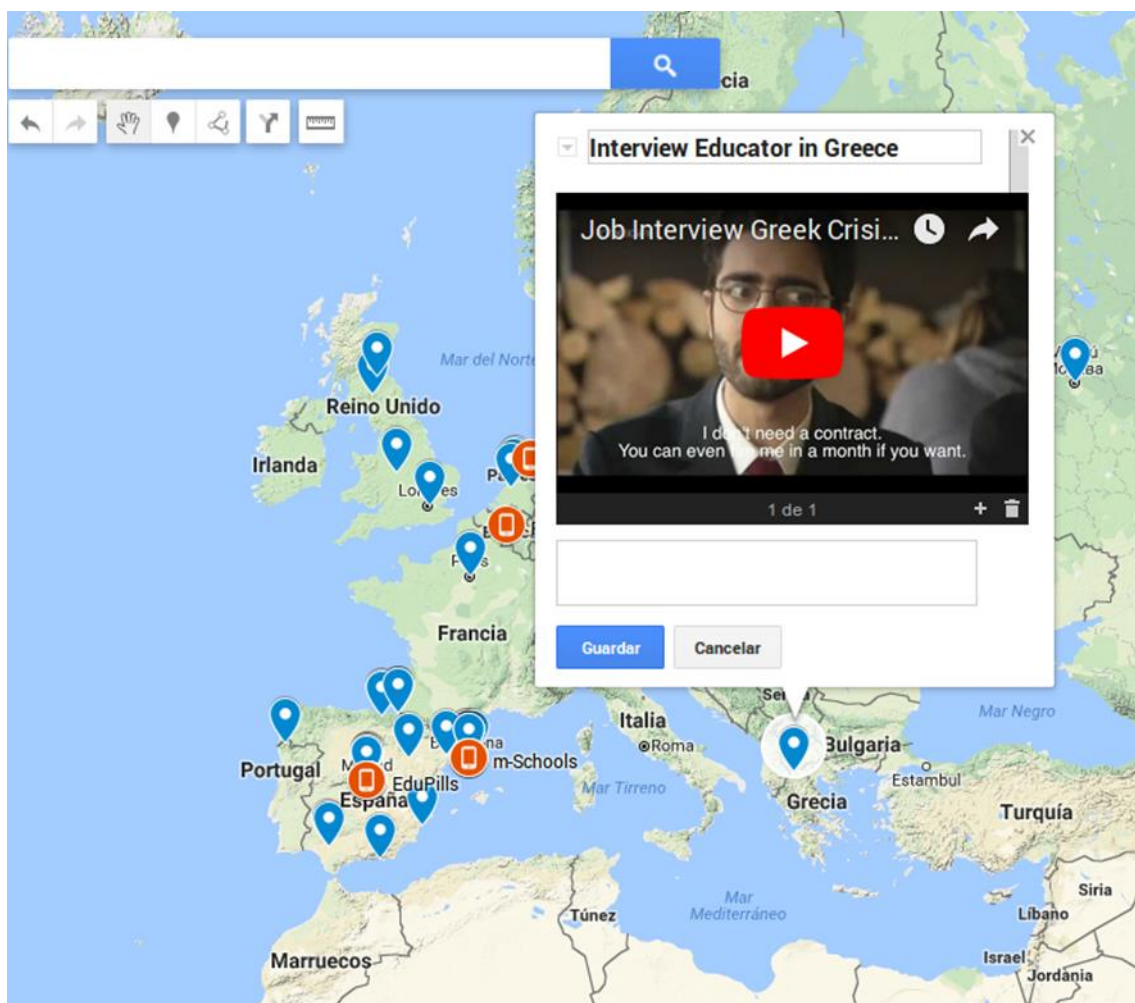 cia
Interview Educator in Greece
Job Interview Greek Crisi...
I don't need a contract.
You can even me in a month if you want.
1 de 1
Guardar
Cancelar
Mar del Norte
Reino Unido
Irlanda
Londres
París
Francia
Italia
Roma
Bulgaria
Mar Negro
Estambul
Grecia
Turquía
Mar Tirreno
Portugal
España
EduPills
m-Schools
Mar
Mediterráneo
Túnez
Marruecos
Siria
Líbano
Israel
Jordania